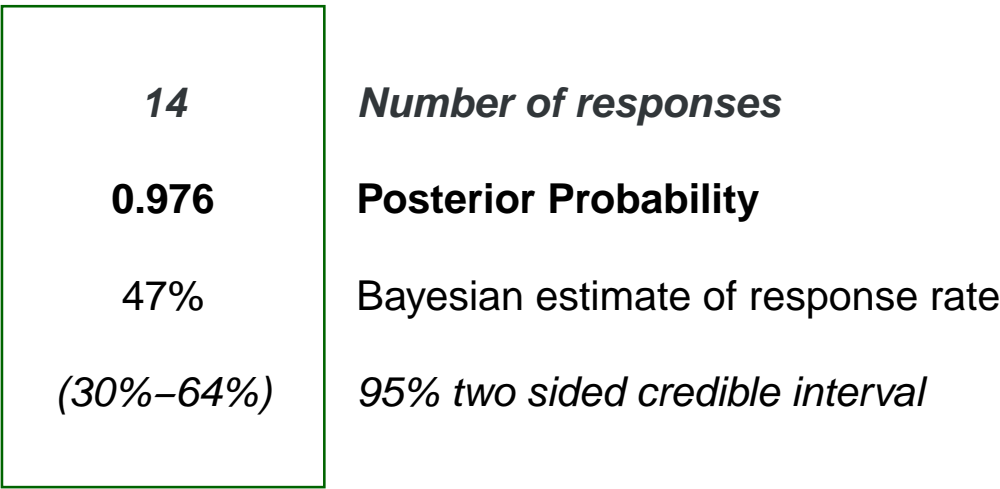 14 Number of responses
0.976 Posterior Probability
47% Bayesian estimate of response rate
(30%–64%) 95% two sided credible interval